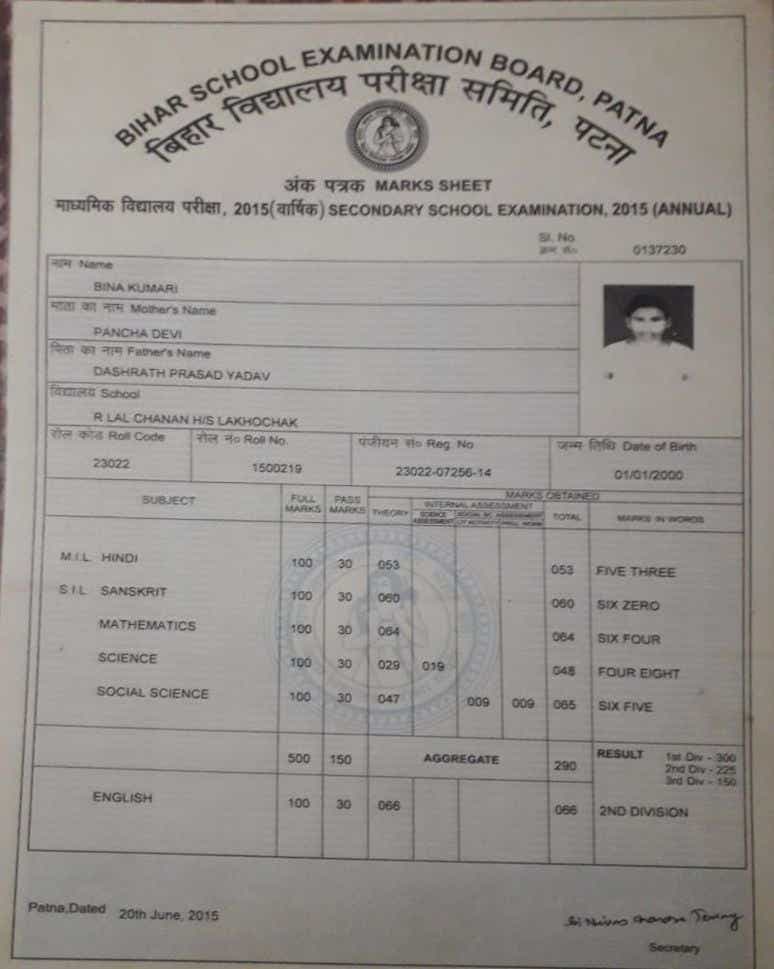 BIHAR SCHOOL EXAMINATION BOARD, PATNA
बिहार विद्यालय परीक्षा समिति, पटना
अंक पत्रक MARKS SHEET
माध्यमिक विद्यालय परीक्षा, 2015(वार्षिक) SECONDARY SCHOOL EXAMINATION, 2015 (ANNUAL)
Sl. No.
क्रम सं० 0137230
नाम Name
BINA KUMARI
माता का नाम Mother's Name
PANCHA DEVI
पिता का नाम Father's Name
DASHRATH PRASAD YADAV
विद्यालय School
R LAL CHANAN H/S LAKHOCHAK
रोल कोड Roll Code रोल नं० Roll No. पंजीयन सं० Reg. No जन्म तिथि Date of Birth
23022 1500219 23022-07256-14 01/01/2000
MARKS OBTAINED
SUBJECT FULL MARKS PASS MARKS THEORY INTERNAL ASSESSMENT TOTAL MARKS IN WORDS
SCIENCE ASSESSMENT
M.I.L. HINDI 100 30 053 053 FIVE THREE
S.I.L. SANSKRIT 100 30 060 060 SIX ZERO
MATHEMATICS 100 30 064 064 SIX FOUR
SCIENCE 100 30 029 019 048 FOUR EIGHT
SOCIAL SCIENCE 100 30 047 009 009 065 SIX FIVE
500 150 AGGREGATE 290 RESULT 1st Div - 300
2nd Div - 225
3rd Div - 150
ENGLISH 100 30 066 066 2ND DIVISION
Patna,Dated 20th June, 2015
Secretary